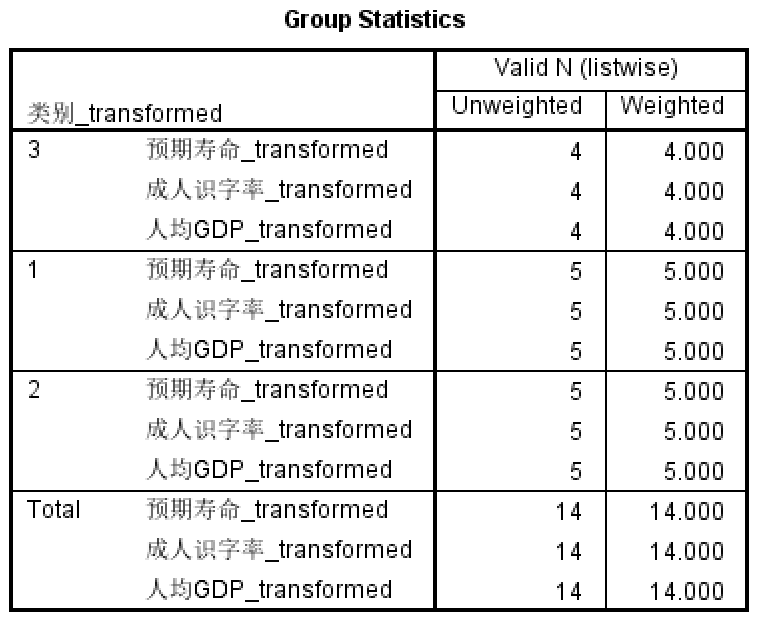 Group Statistics
Valid N (listwise)
类别_transformed Unweighted Weighted
3 预期寿命_transformed 4 4.000
成人识字率_transformed 4 4.000
人均GDP_transformed 4 4.000
1 预期寿命_transformed 5 5.000
成人识字率_transformed 5 5.000
人均GDP_transformed 5 5.000
2 预期寿命_transformed 5 5.000
成人识字率_transformed 5 5.000
人均GDP_transformed 5 5.000
Total 预期寿命_transformed 14 14.000
成人识字率_transformed 14 14.000
人均GDP_transformed 14 14.000